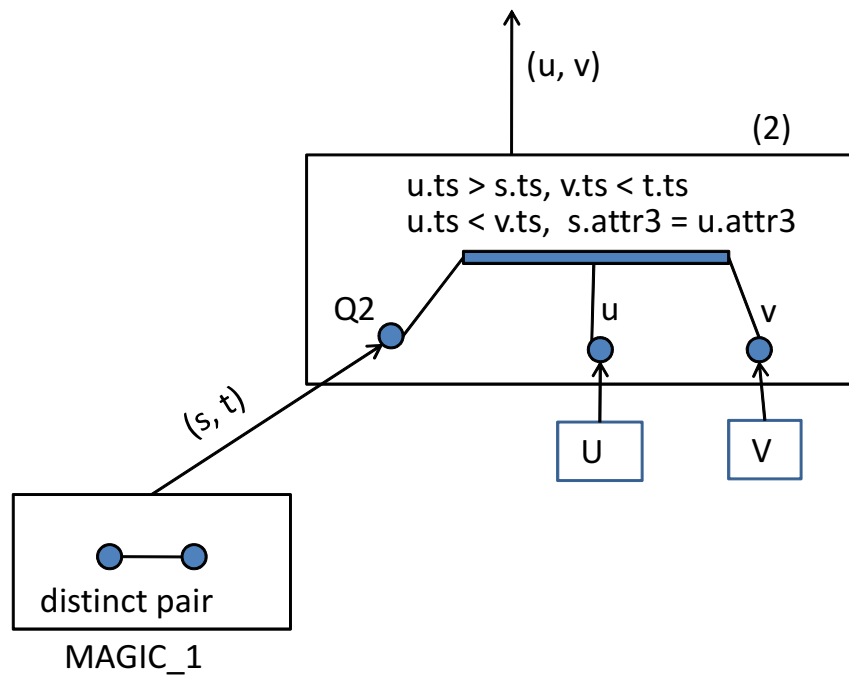 (u, v)
(2)
u.ts > s.ts, v.ts < t.ts
u.ts < v.ts, s.attr3 = u.attr3
Q2
u
v
(s, t)
U
V
distinct pair
MAGIC_1